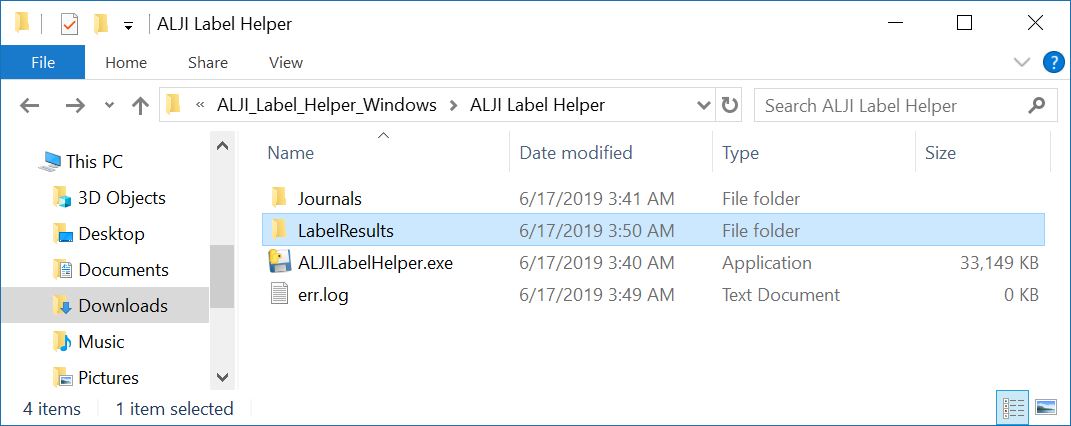 ALJI Label Helper
File Home Share View
« ALJI_Label_Helper_Windows > ALJI Label Helper
Search ALJI Label Helper
This PC
3D Objects
Desktop
Documents
Downloads
Music
Pictures
Name Date modified Type Size
Journals 6/17/2019 3:41 AM File folder
LabelResults 6/17/2019 3:50 AM File folder
ALJILabelHelper.exe 6/17/2019 3:40 AM Application 33,149 KB
err.log 6/17/2019 3:49 AM Text Document 0 KB
4 items 1 item selected